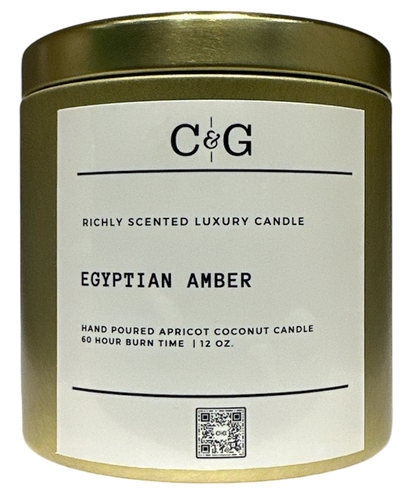 C&G
RICHLY SCENTED LUXURY CANDLE
EGYPTIAN AMBER
HAND POURED APRICOT COCONUT CANDLE
60 HOUR BURN TIME | 12 OZ.
C&G